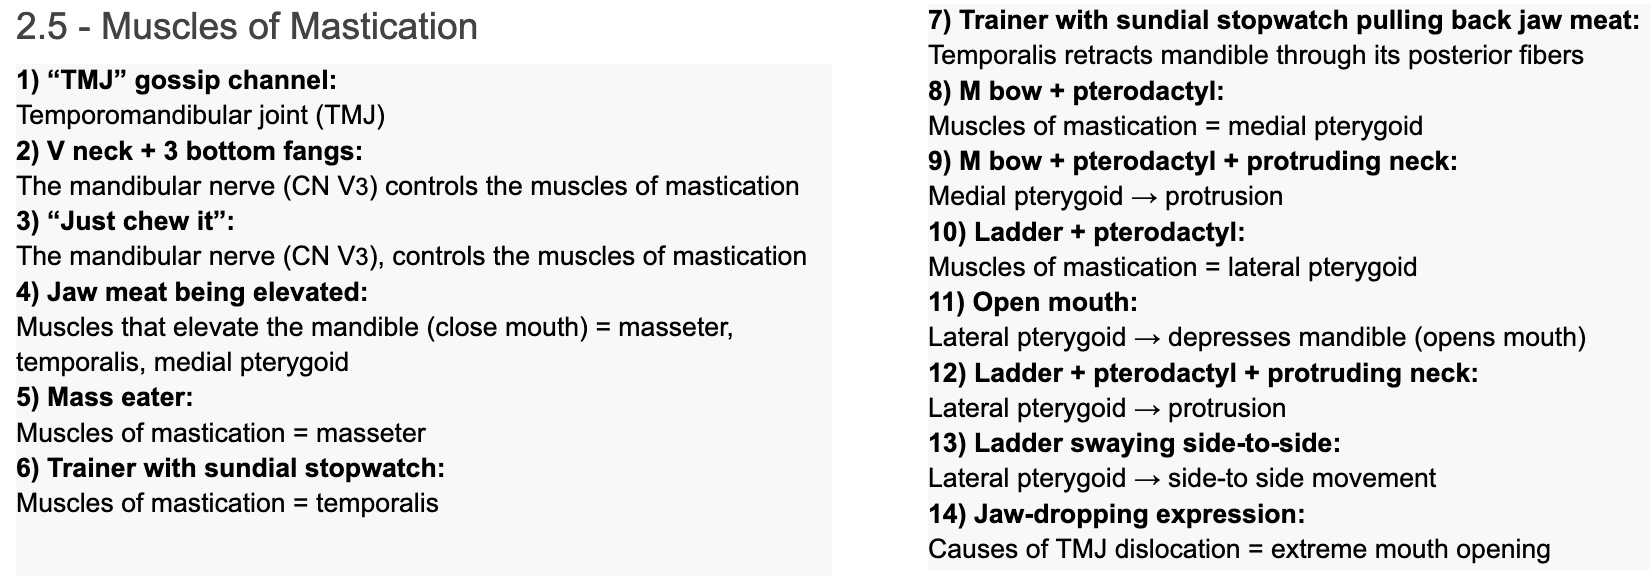 2.5 - Muscles of Mastication
1) “TMJ” gossip channel:
Temporomandibular joint (TMJ)
2) V neck + 3 bottom fangs:
The mandibular nerve (CN V3) controls the muscles of mastication
3) “Just chew it”:
The mandibular nerve (CN V3), controls the muscles of mastication
4) Jaw meat being elevated:
Muscles that elevate the mandible (close mouth) = masseter,
temporalis, medial pterygoid
5) Mass eater:
Muscles of mastication = masseter
6) Trainer with sundial stopwatch:
Muscles of mastication = temporalis
7) Trainer with sundial stopwatch pulling back jaw meat:
Temporalis retracts mandible through its posterior fibers
8) M bow + pterodactyl:
Muscles of mastication = medial pterygoid
9) M bow + pterodactyl + protruding neck:
Medial pterygoid → protrusion
10) Ladder + pterodactyl:
Muscles of mastication = lateral pterygoid
11) Open mouth:
Lateral pterygoid → depresses mandible (opens mouth)
12) Ladder + pterodactyl + protruding neck:
Lateral pterygoid → protrusion
13) Ladder swaying side-to-side:
Lateral pterygoid → side-to side movement
14) Jaw-dropping expression:
Causes of TMJ dislocation = extreme mouth opening